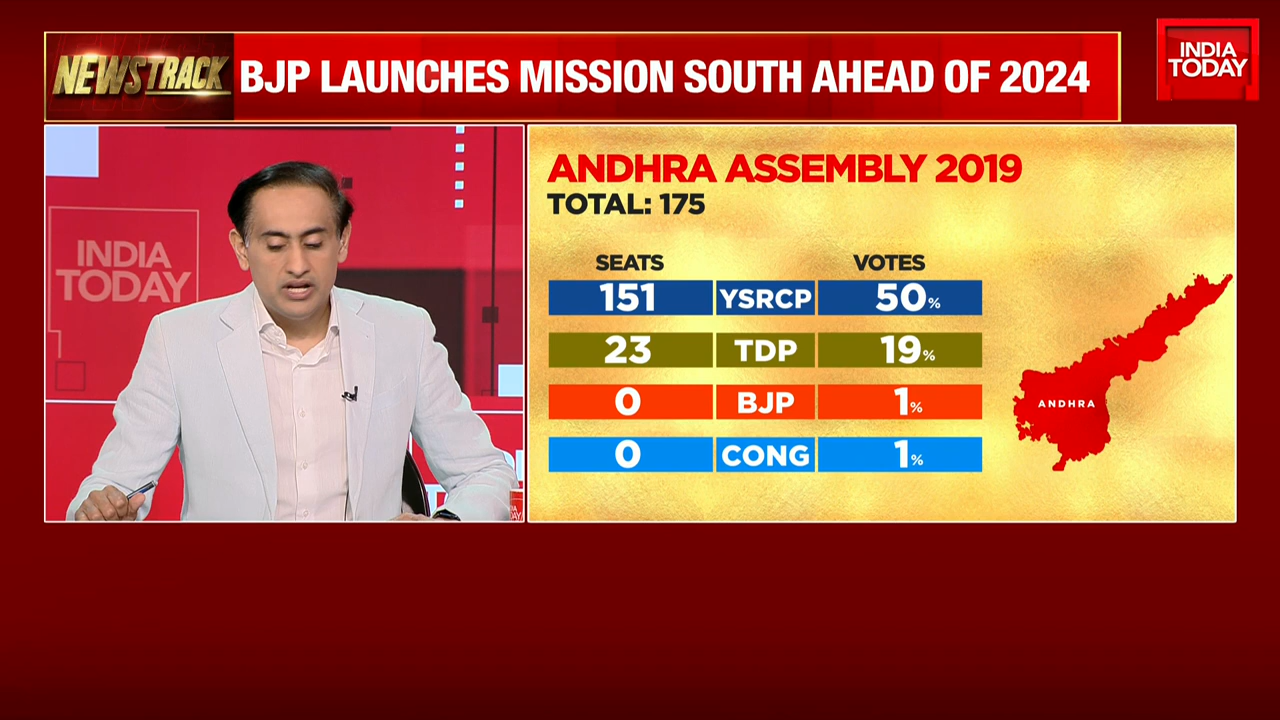 NEWSTRACK
BJP LAUNCHES MISSION SOUTH AHEAD OF 2024
INDIA
TODAY
INDIA
TODAY
ANDHRA ASSEMBLY 2019
TOTAL: 175
SEATS VOTES
151 YSRCP 50%
23 TDP 19%
0 BJP 1%
0 CONG 1%
ANDHRA